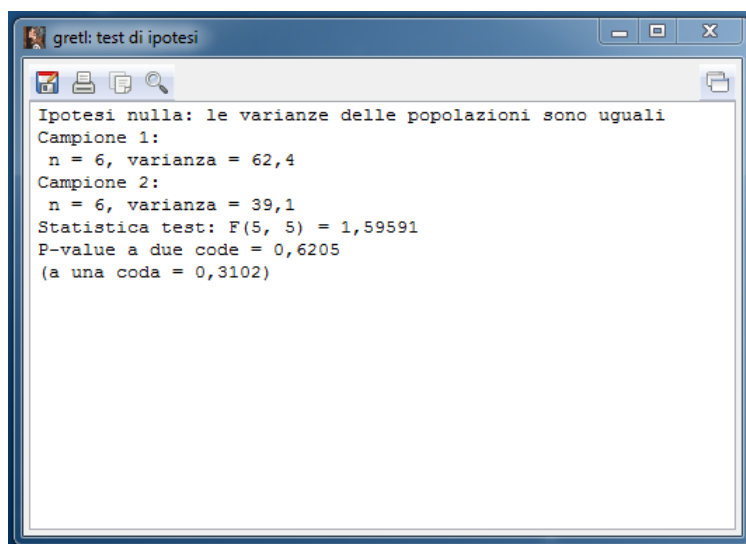 gretl: test di ipotesi
Ipotesi nulla: le varianze delle popolazioni sono uguali
Campione 1:
n = 6, varianza = 62,4
Campione 2:
n = 6, varianza = 39,1
Statistica test: F(5, 5) = 1,59591
P-value a due code = 0,6205
(a una coda = 0,3102)